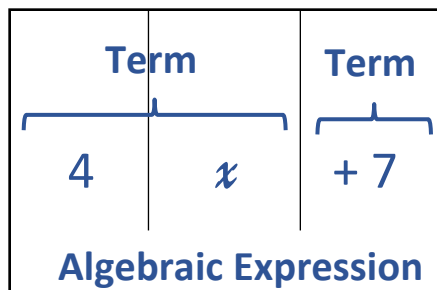 Term Term
4 𝓍 + 7
Algebraic Expression